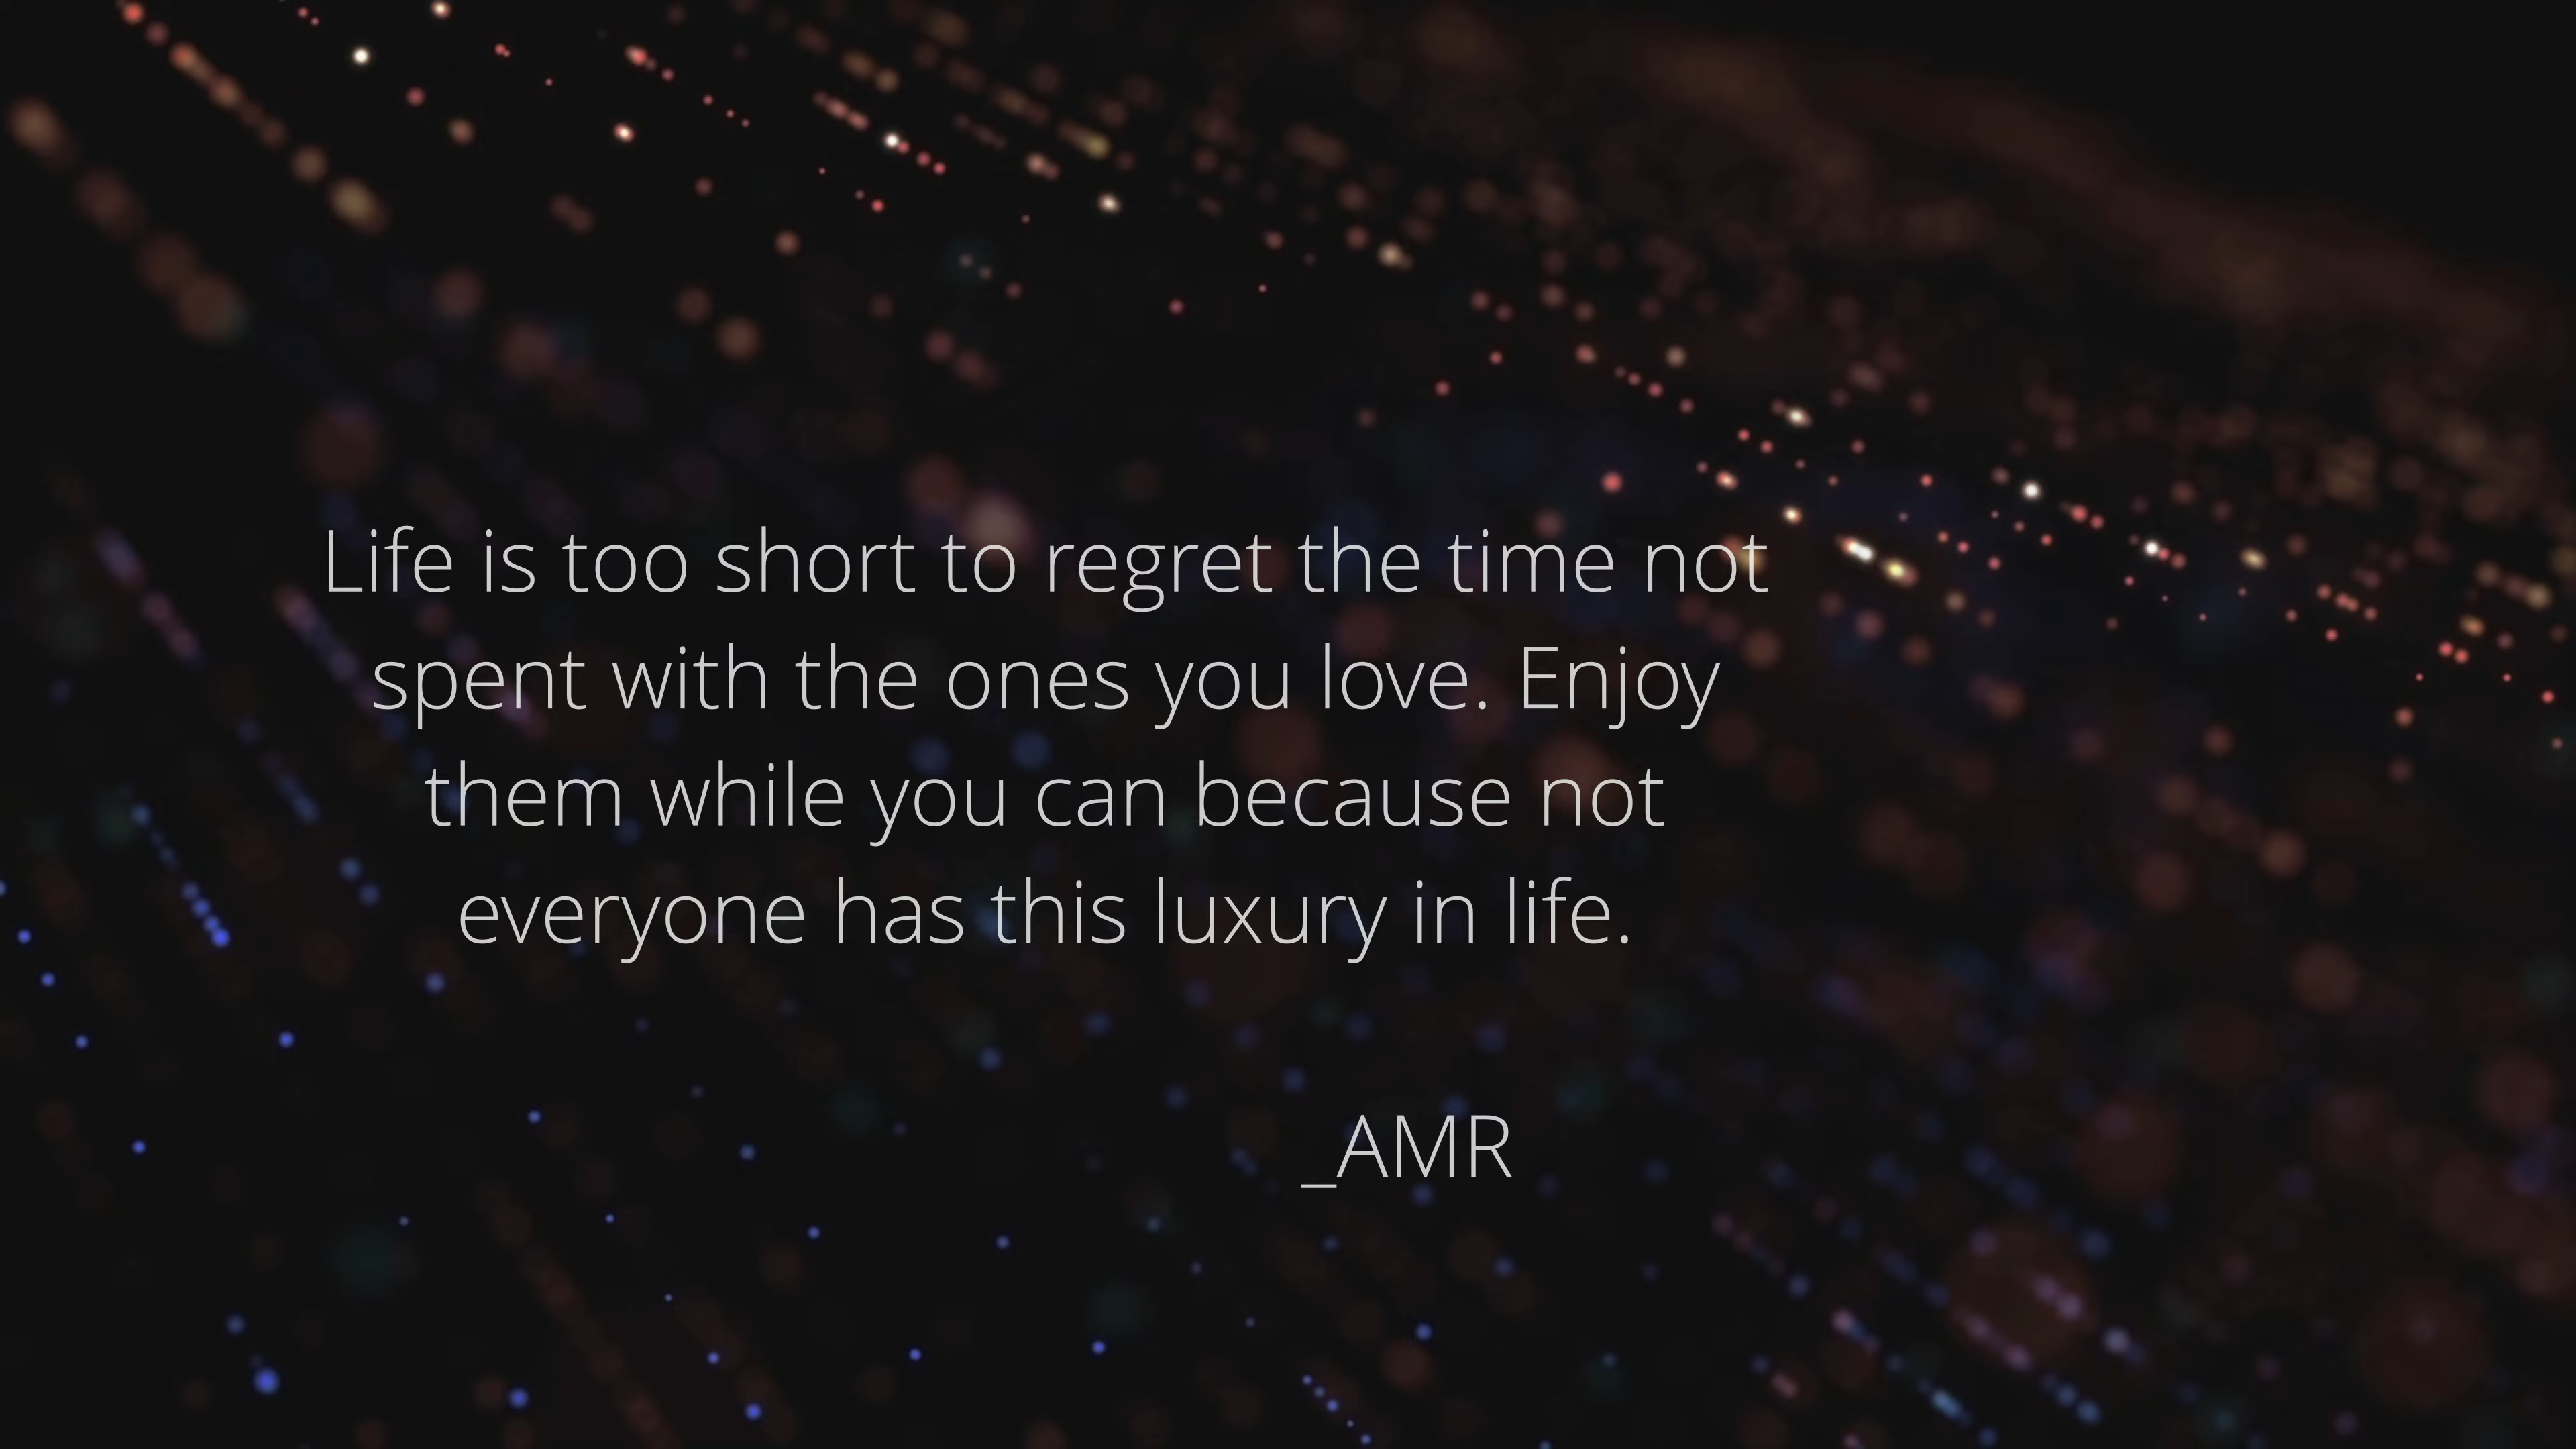 Life is too short to regret the time not
spent with the ones you love. Enjoy
them while you can because not
everyone has this luxury in life.
_AMR